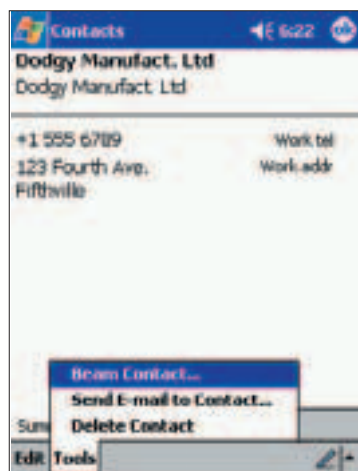 Contacts 6:22 ok
Dodgy Manufact. Ltd
Dodgy Manufact. Ltd
+1 555 6789 Work tel
123 Fourth Ave. Work addr
Fifthville
Beam Contact...
Send E-mail to Contact...
Delete Contact
Sum
Edit Tools